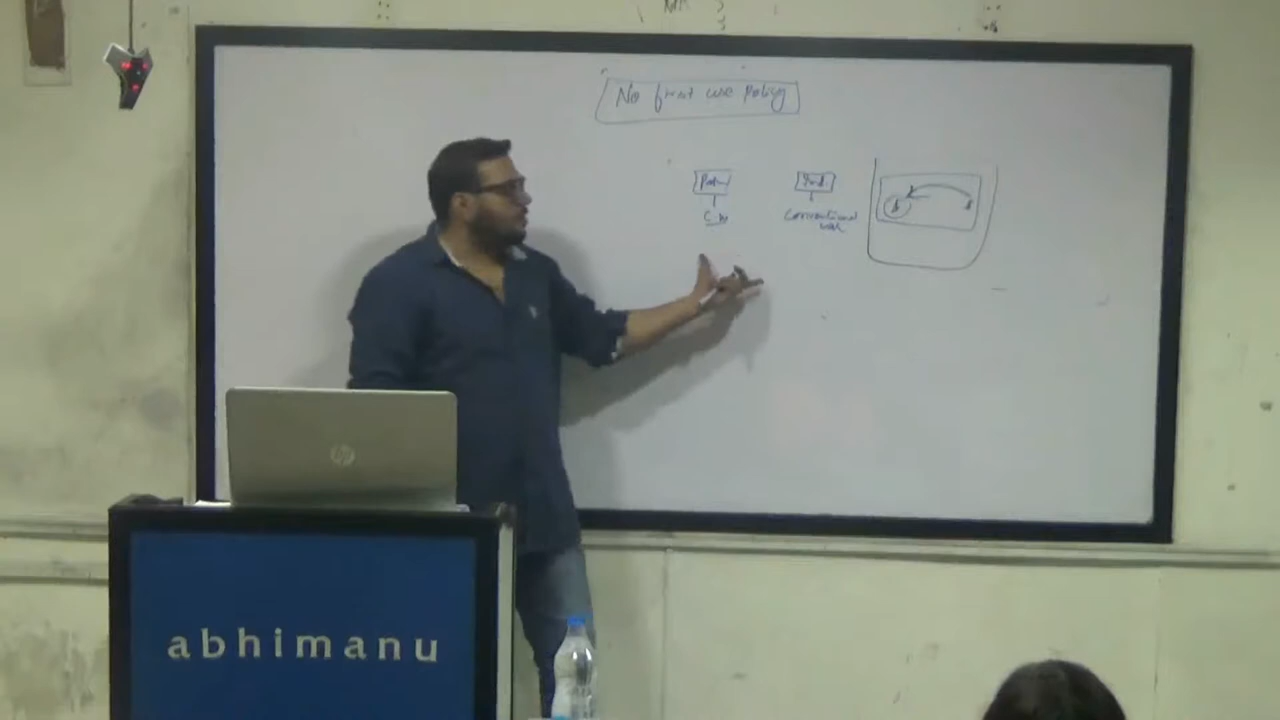 No first use policy
Pak
Ind.
C.W
Conventional
war
hp
abhimanu